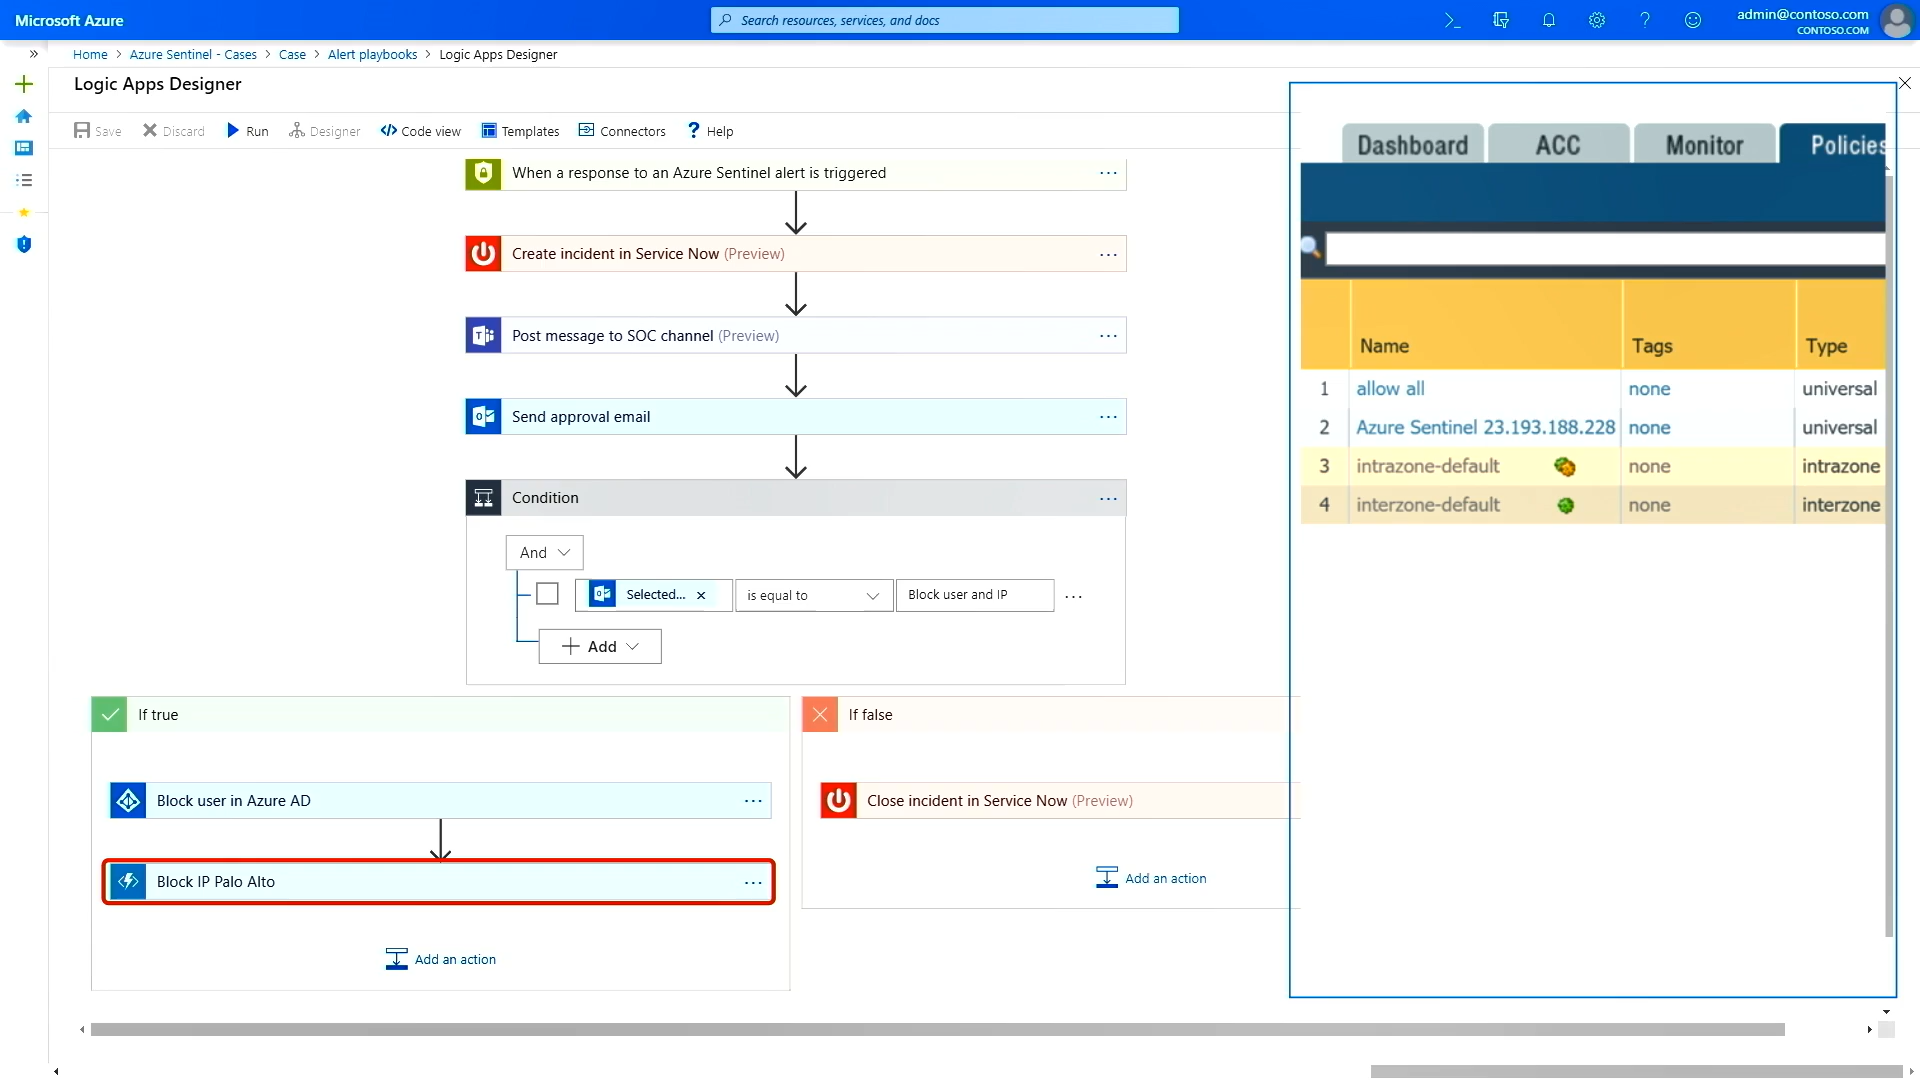 Microsoft Azure
Search resources, services, and docs
admin@contoso.com
CONTOSO.COM
Home > Azure Sentinel - Cases > Case > Alert playbooks > Logic Apps Designer
Logic Apps Designer
Save
Discard
Run
Designer
Code view
Templates
Connectors
Help
When a response to an Azure Sentinel alert is triggered
Create incident in Service Now (Preview)
Post message to SOC channel (Preview)
Send approval email
Condition
And
Selected...
is equal to
Block user and IP
Add
If true
Block user in Azure AD
Block IP Palo Alto
Add an action
If false
Close incident in Service Now (Preview)
Add an action
Dashboard
ACC
Monitor
Policies
Name Tags Type
1 allow all none universal
2 Azure Sentinel 23.193.188.228 none universal
3 intrazone-default none intrazone
4 interzone-default none interzone